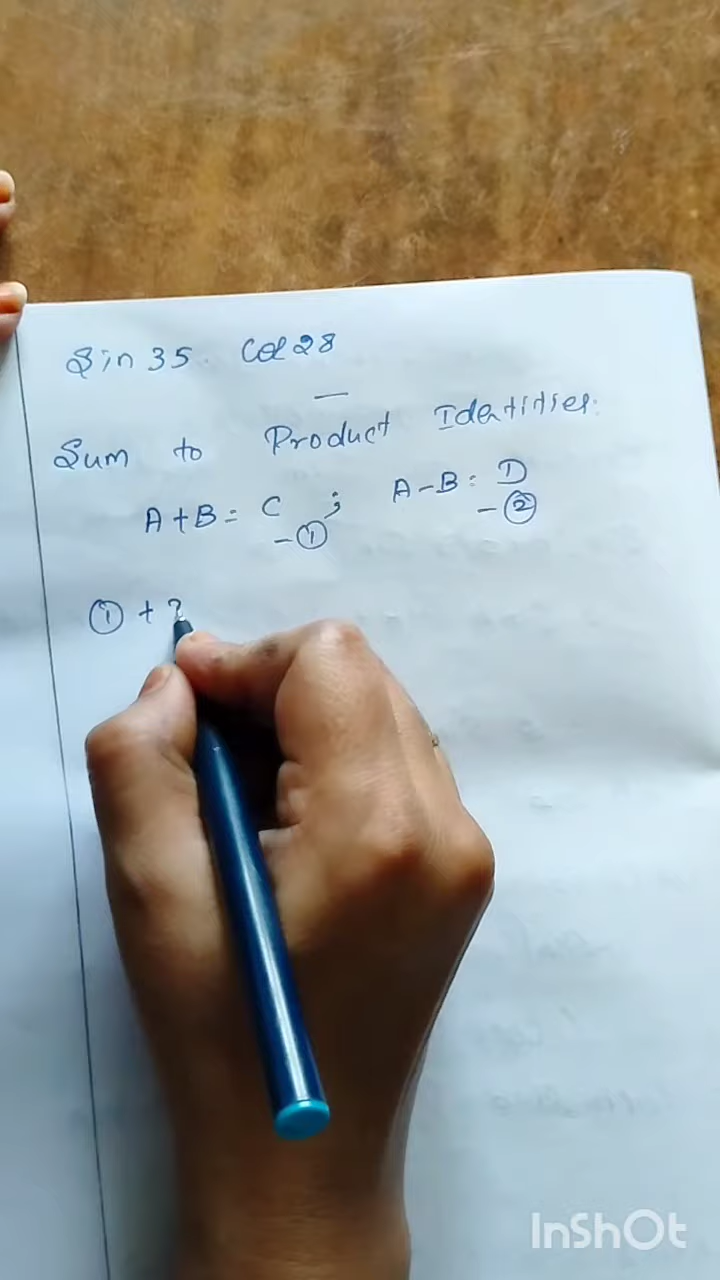 Sin 35. Cos 28
Sum to Product Identities:
A+B = C ; A-B = D
-① -②
① + 2
InShOt